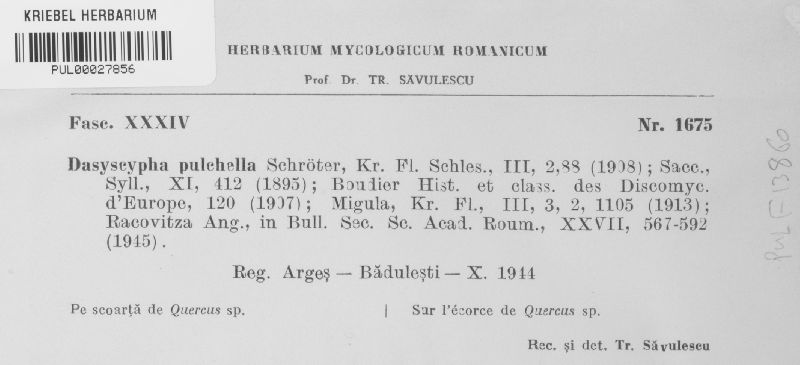 KRIEBEL HERBARIUM
PUL00027856
HERBARIUM MYCOLOGICUM ROMANICUM
Prof. Dr. TR. SĂVULESCU
Fasc. XXXIV
Nr. 1675
Dasyscypha pulchella Schröter, Kr. Fl. Schles., III, 2,88 (1908); Sacc.,
Syll., XI, 412 (1895); Boudier Hist. et class. des Discomyc.
d'Europe, 120 (1907); Migula, Kr. Fl., III, 3, 2, 1105 (1913);
Racovitza Ang., in Bull. Sec. Sc. Acad. Roum., XXVII, 567-592
(1945).
Reg. Argeș — Bădulești — X. 1944
Pe scoarță de Quercus sp. | Sur l'écorce de Quercus sp.
Rec. și det. Tr. Săvulescu
PUL F 13860